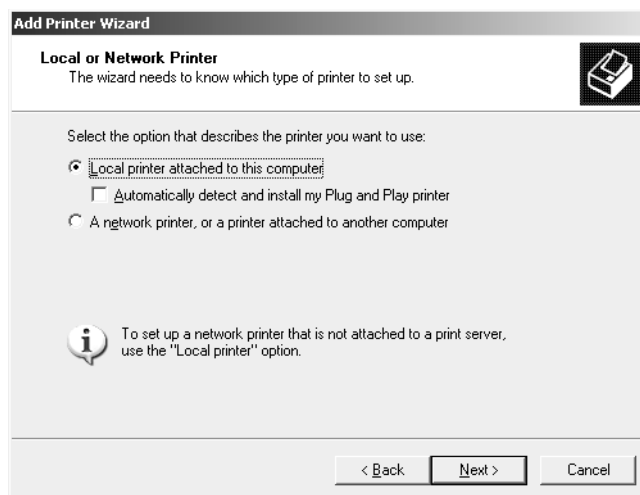 Add Printer Wizard
Local or Network Printer
The wizard needs to know which type of printer to set up.
Select the option that describes the printer you want to use:
Local printer attached to this computer
Automatically detect and install my Plug and Play printer
A network printer, or a printer attached to another computer
To set up a network printer that is not attached to a print server,
use the "Local printer" option.
< Back
Next >
Cancel